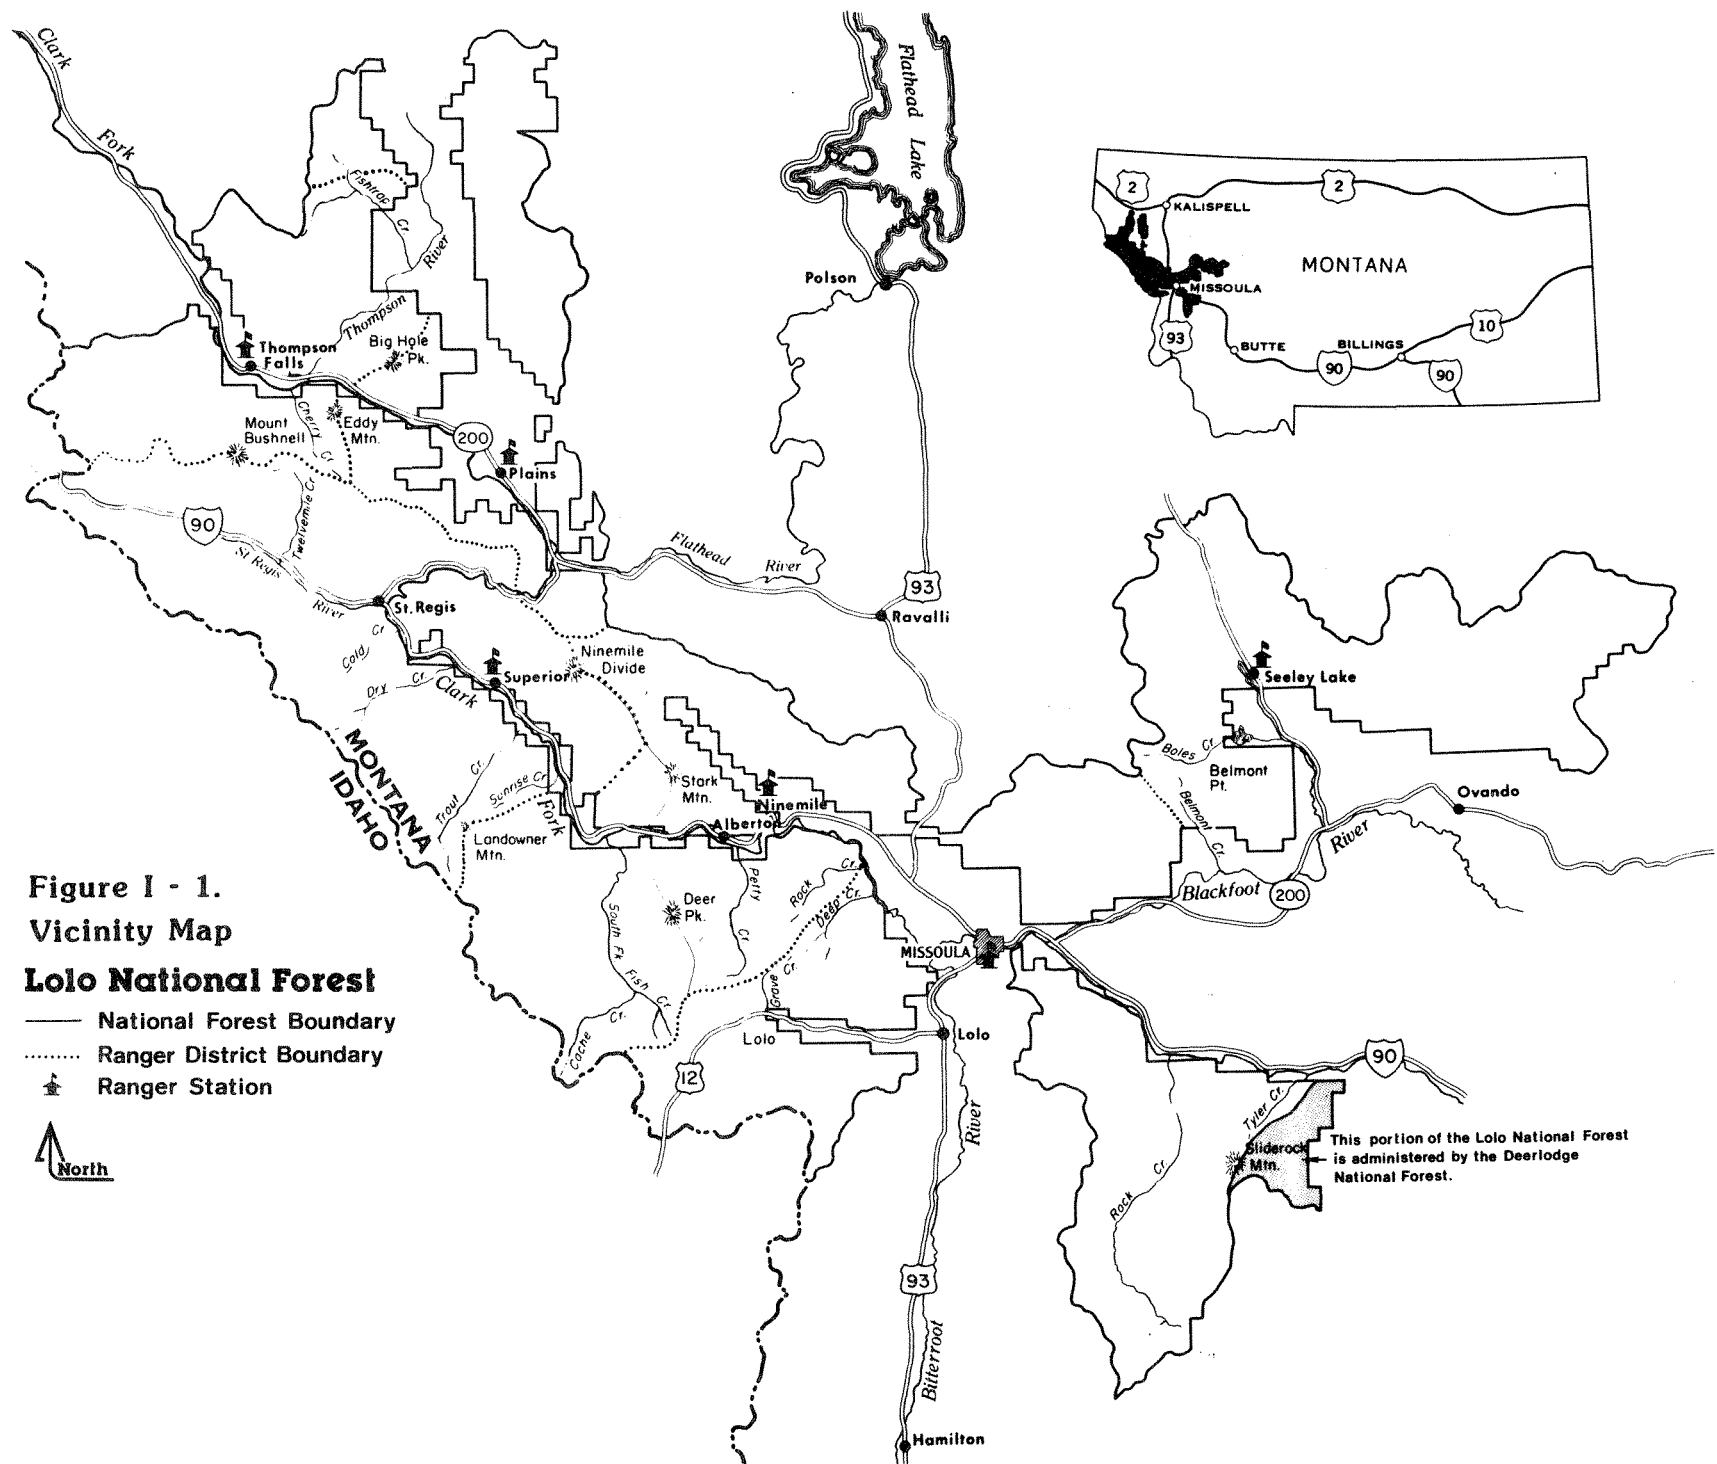 Clark
Fork
Flathead
Lake
Fishtrap
Cr
River
Thompson
Big Hole
Pk.
Thompson
Falls
Polson
2
2
KALISPELL
MONTANA
MISSOULA
93
BUTTE
BILLINGS
10
90
90
Mount
Bushnell
Cherry
Cr
Eddy
Mtn.
200
Plains
90
Twelvemile Cr
St Regis
River
St. Regis
Flathead
River
93
Ravalli
Cr
Cold
Dry
Cr.
Clark
Superior
Ninemile
Divide
Seeley Lake
MONTANA
IDAHO
Trout
Cr.
Sunrise Cr
Fork
Stark
Mtn.
Ninemile
Alberton
Landowner
Mtn.
Boles
Cr
Belmont
Pt.
Belmont
Cr.
Ovando
River
Blackfoot
200
Petty
Cr
Rock
Cr.
Deep Cr.
Deer
Pk.
South Fk
Fish
Cr
MISSOULA
Grave
Cr.
Cache
Cr.
Lolo
Lolo
12
90
Figure I - 1.
Vicinity Map
Lolo National Forest
National Forest Boundary
Ranger District Boundary
Ranger Station
North
River
Tyler Cr.
Sliderock
Mtn.
This portion of the Lolo National Forest
is administered by the Deerlodge
National Forest.
Rock
Cr.
93
Bitterroot
Hamilton